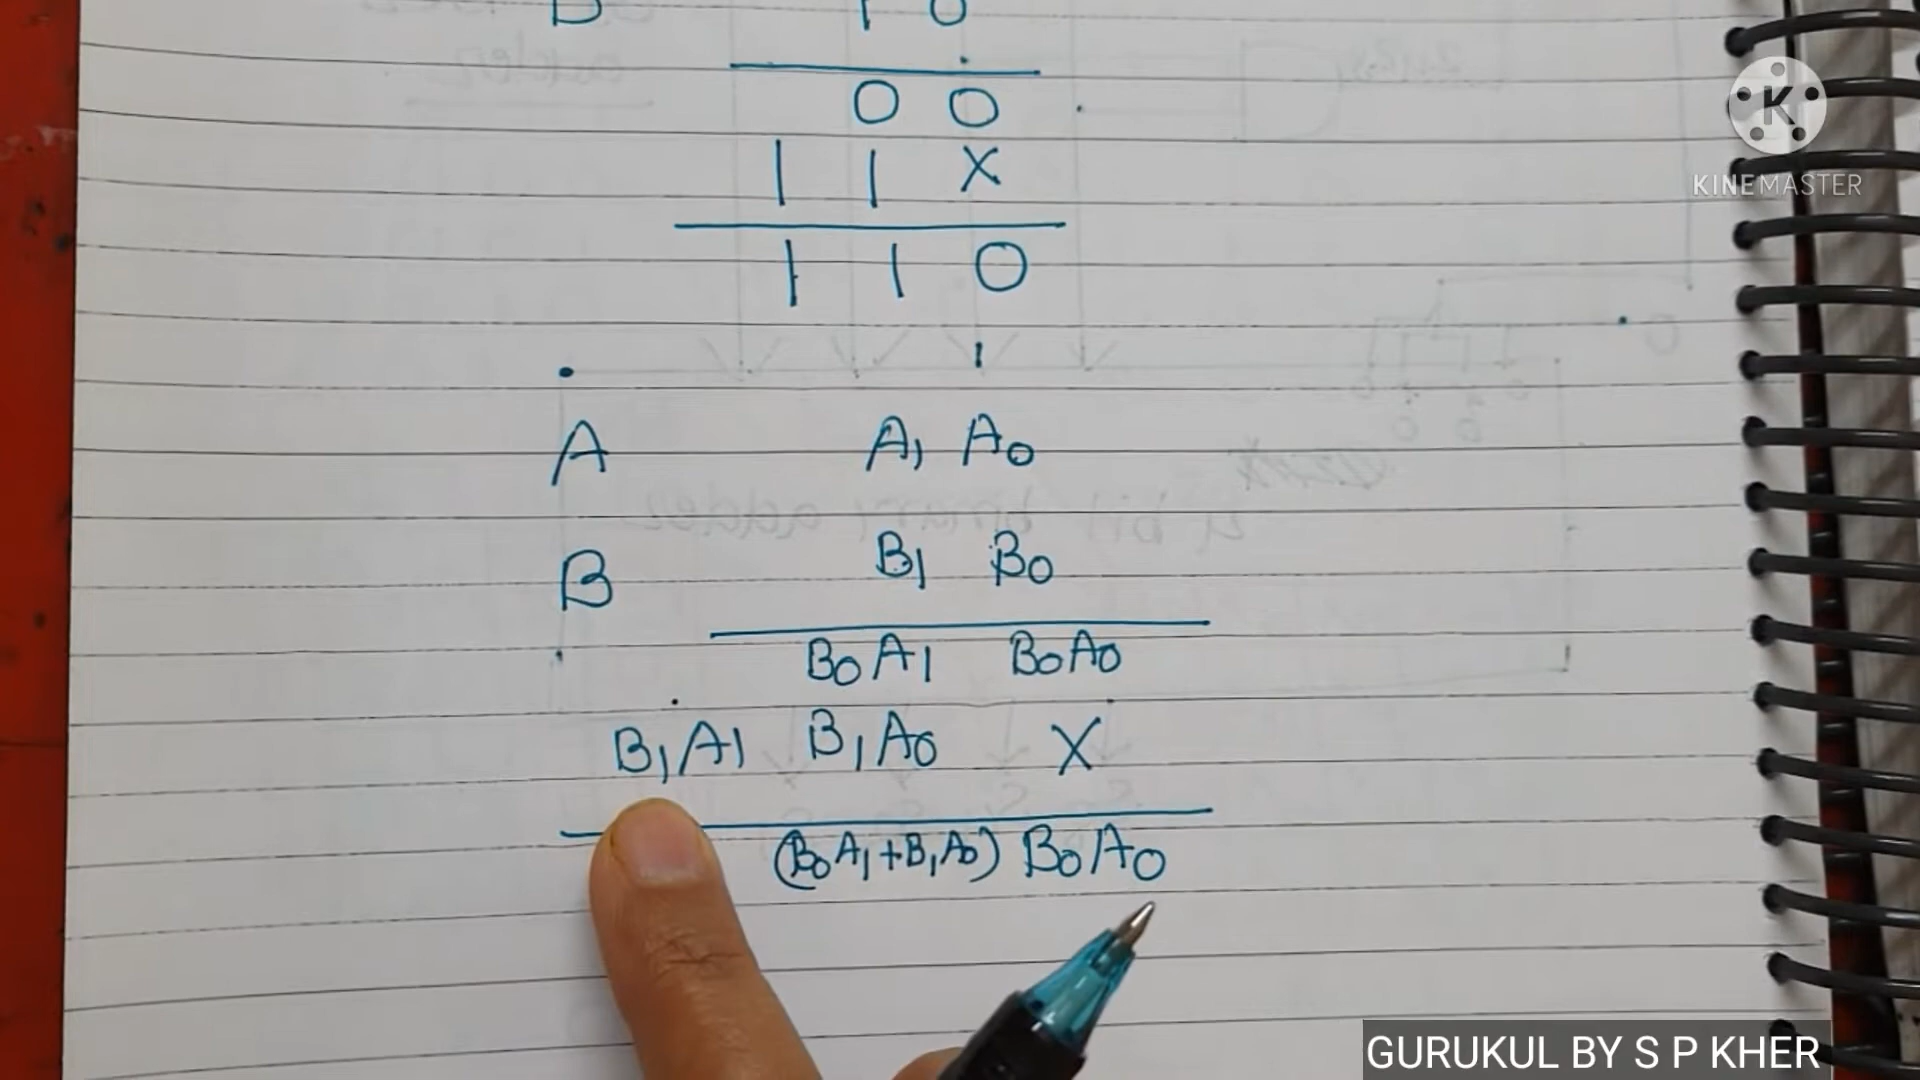 B 1 0
0 0
1 1 X
1 1 0
A A1 A0
B B1 B0
B0A1 B0A0
B1A1 B1A0 X
(B0A1+B1A0) B0A0
K
KINEMASTER
GURUKUL BY S P KHER